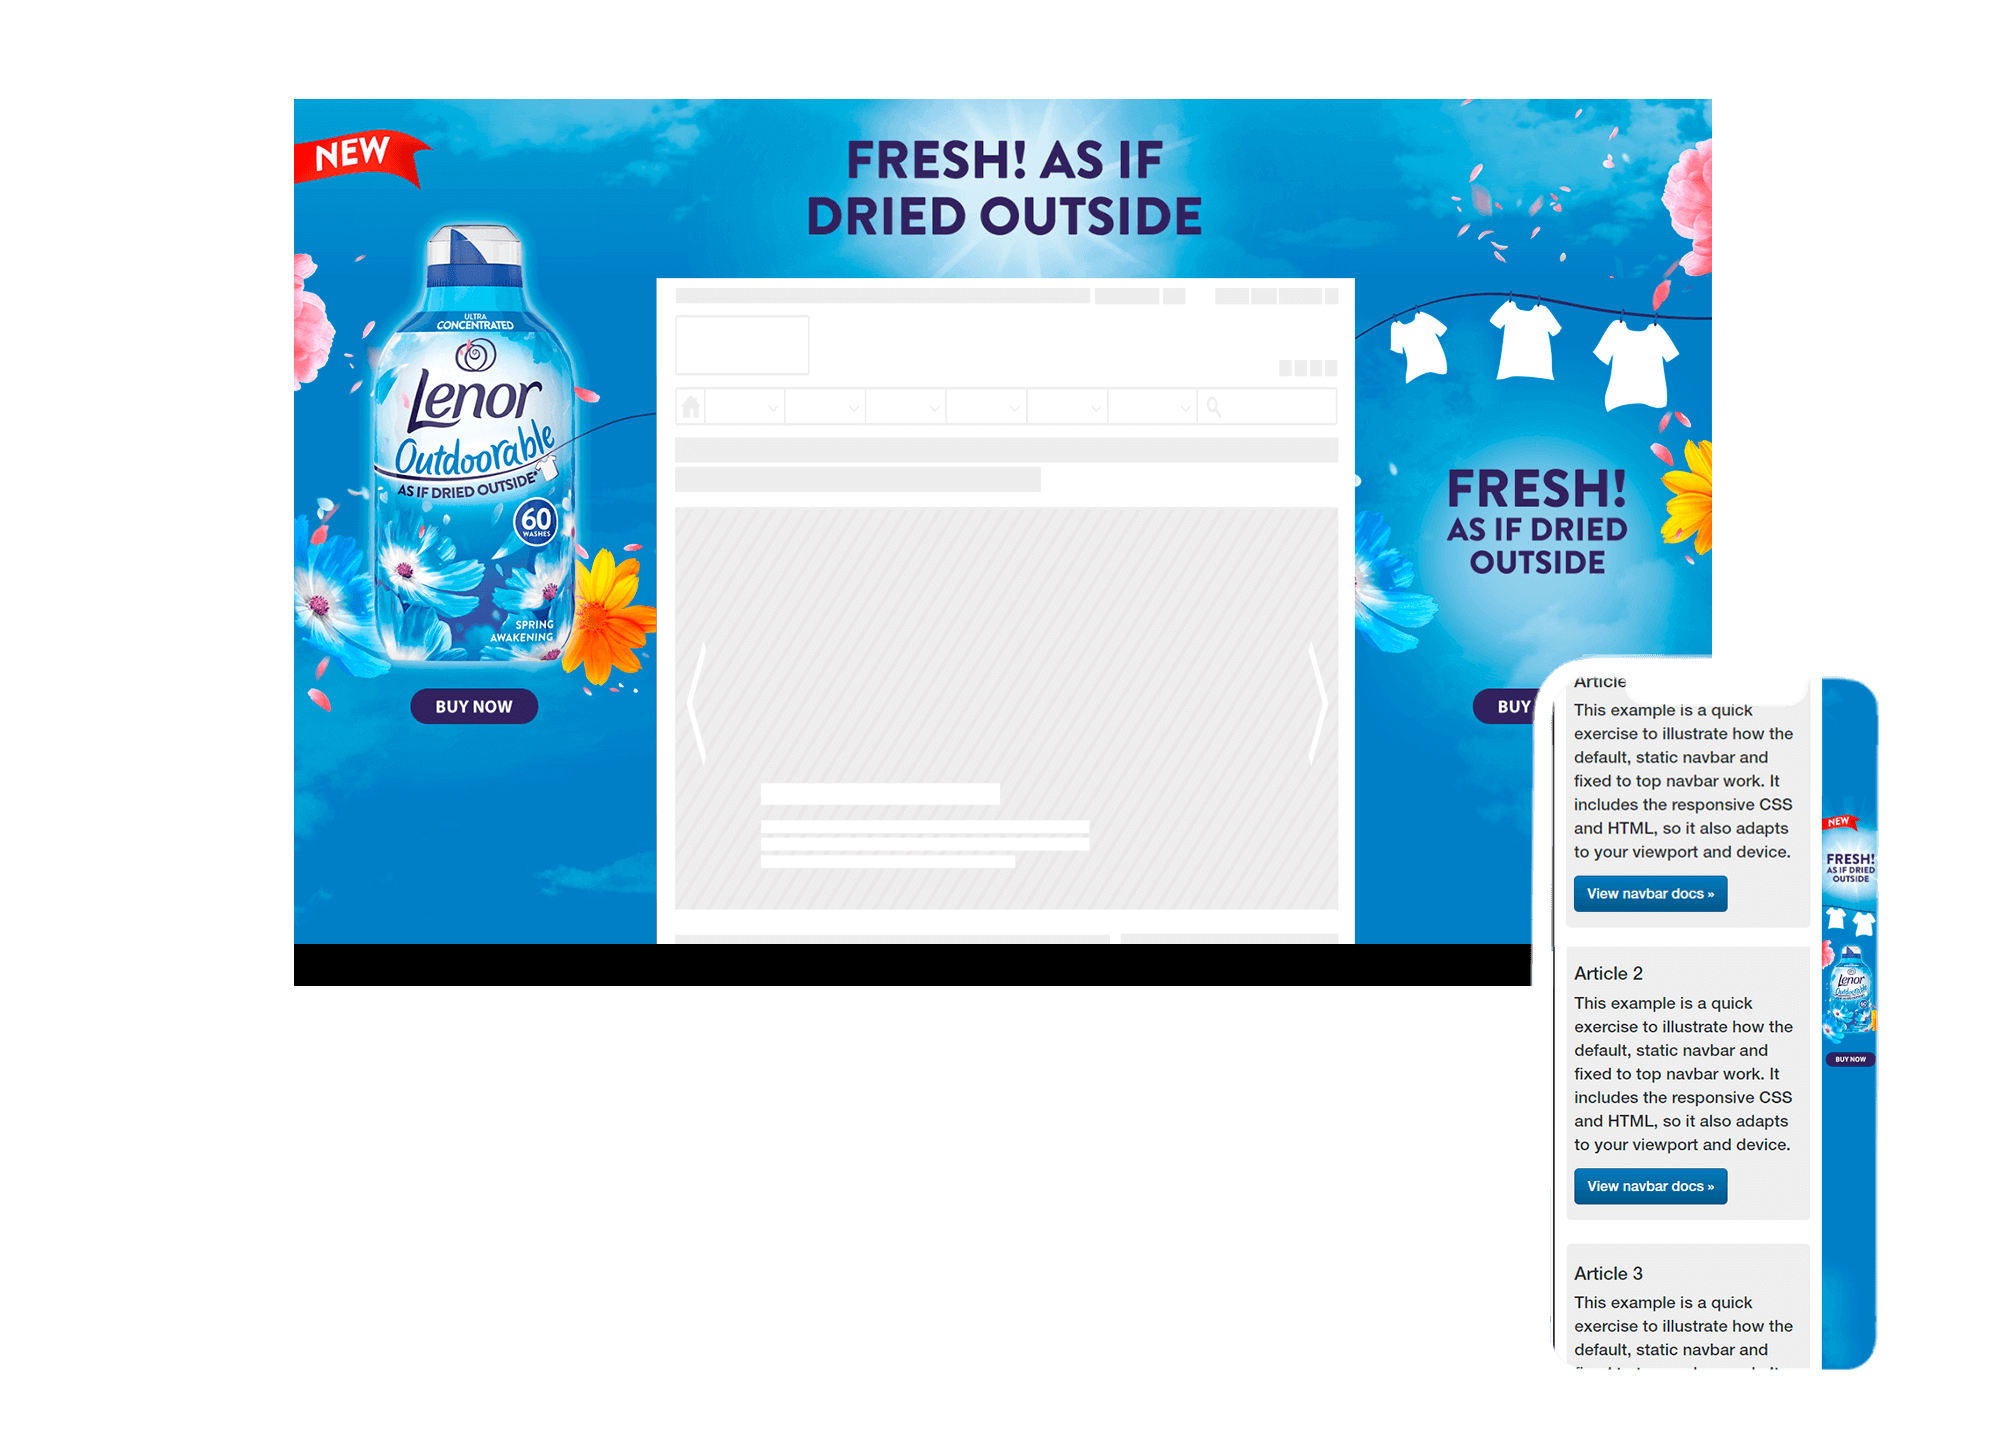 NEW
FRESH! AS IF
DRIED OUTSIDE
ULTRA
CONCENTRATED
Lenor
Outdoorable
AS IF DRIED OUTSIDE*
60
WASHES
SPRING
AWAKENING
BUY NOW
FRESH!
AS IF DRIED
OUTSIDE
BUY
Article
This example is a quick
exercise to illustrate how the
default, static navbar and
fixed to top navbar work. It
includes the responsive CSS
and HTML, so it also adapts
to your viewport and device.
View navbar docs »
Article 2
This example is a quick
exercise to illustrate how the
default, static navbar and
fixed to top navbar work. It
includes the responsive CSS
and HTML, so it also adapts
to your viewport and device.
View navbar docs »
Article 3
This example is a quick
exercise to illustrate how the
default, static navbar and
NEW
FRESH!
AS IF DRIED
OUTSIDE
Lenor
Outdoorable
BUY NOW